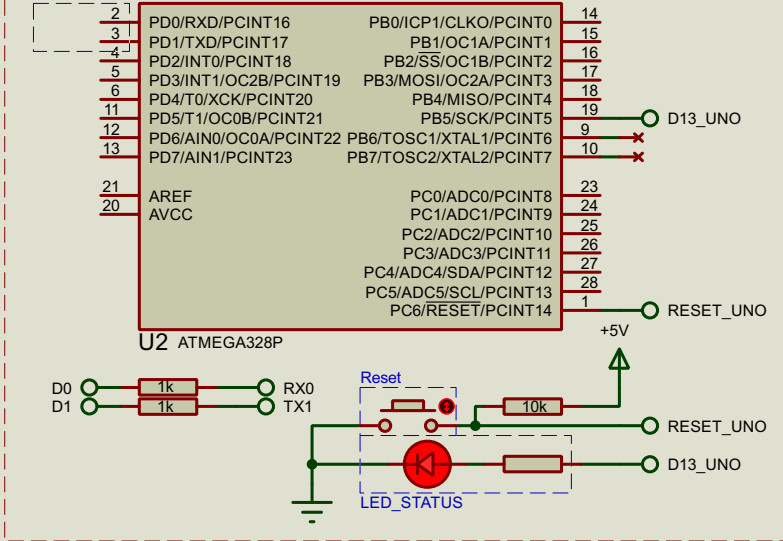 2 PD0/RXD/PCINT16 PB0/ICP1/CLKO/PCINT0 14
3 PD1/TXD/PCINT17 PB1/OC1A/PCINT1 15
4 PD2/INT0/PCINT18 PB2/SS/OC1B/PCINT2 16
5 PD3/INT1/OC2B/PCINT19 PB3/MOSI/OC2A/PCINT3 17
6 PD4/T0/XCK/PCINT20 PB4/MISO/PCINT4 18
11 PD5/T1/OC0B/PCINT21 PB5/SCK/PCINT5 19 D13_UNO
12 PD6/AIN0/OC0A/PCINT22 PB6/TOSC1/XTAL1/PCINT6 9
13 PD7/AIN1/PCINT23 PB7/TOSC2/XTAL2/PCINT7 10
21 AREF PC0/ADC0/PCINT8 23
20 AVCC PC1/ADC1/PCINT9 24
PC2/ADC2/PCINT10 25
PC3/ADC3/PCINT11 26
PC4/ADC4/SDA/PCINT12 27
PC5/ADC5/SCL/PCINT13 28
PC6/RESET/PCINT14 1 RESET_UNO
U2 ATMEGA328P
+5V
D0 1k RX0
D1 1k TX1
Reset
10k
RESET_UNO
D13_UNO
LED_STATUS